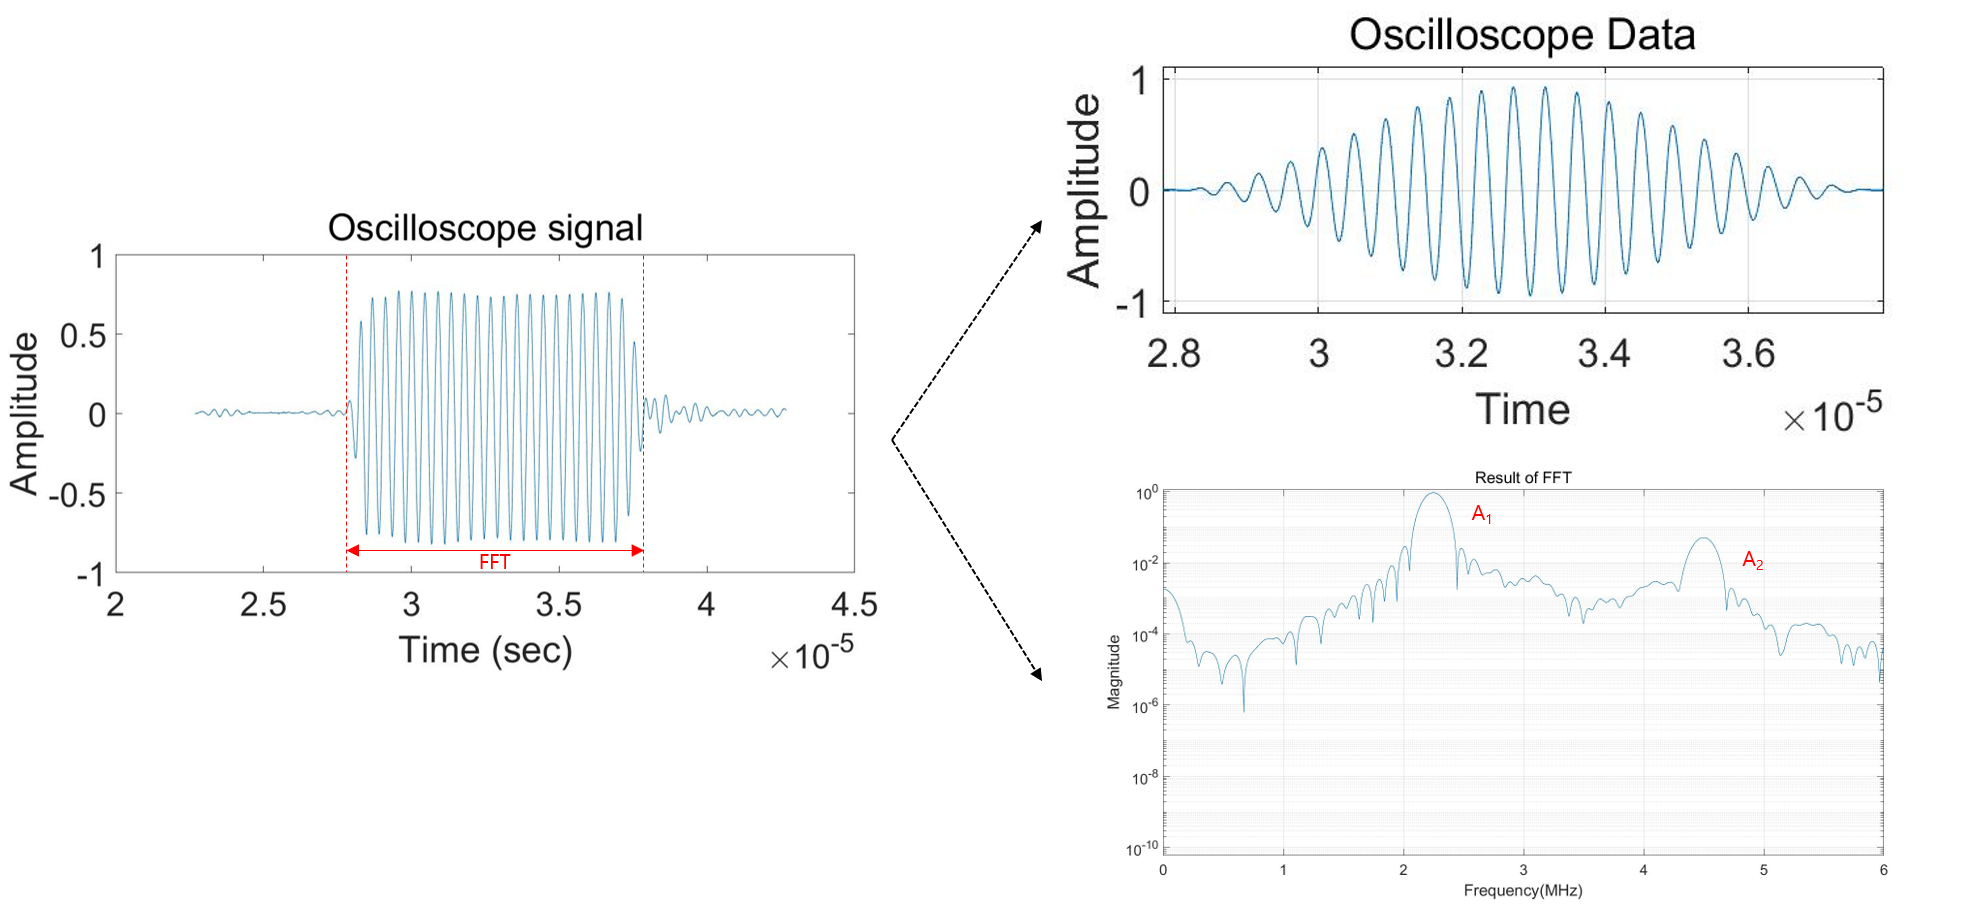 Oscilloscope signal
Amplitude
1
0.5
0
-0.5
-1
FFT
2
2.5
3
3.5
4
4.5
Time (sec)
×10-5
Oscilloscope Data
Amplitude
1
0
-1
2.8
3
3.2
3.4
3.6
Time
×10-5
Result of FFT
Magnitude
100
10-2
10-4
10-6
10-8
10-10
A1
A2
0
1
2
3
4
5
6
Frequency(MHz)